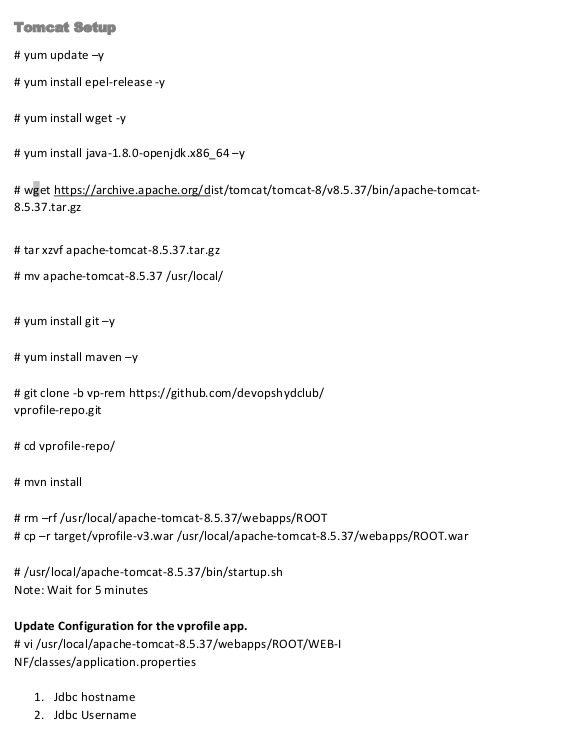 Tomcat Setup
# yum update –y
# yum install epel-release -y
# yum install wget -y
# yum install java-1.8.0-openjdk.x86_64 –y
# wget https://archive.apache.org/dist/tomcat/tomcat-8/v8.5.37/bin/apache-tomcat-
8.5.37.tar.gz
# tar xzvf apache-tomcat-8.5.37.tar.gz
# mv apache-tomcat-8.5.37 /usr/local/
# yum install git –y
# yum install maven –y
# git clone -b vp-rem https://github.com/devopshydclub/
vprofile-repo.git
# cd vprofile-repo/
# mvn install
# rm –rf /usr/local/apache-tomcat-8.5.37/webapps/ROOT
# cp –r target/vprofile-v3.war /usr/local/apache-tomcat-8.5.37/webapps/ROOT.war
# /usr/local/apache-tomcat-8.5.37/bin/startup.sh
Note: Wait for 5 minutes
Update Configuration for the vprofile app.
# vi /usr/local/apache-tomcat-8.5.37/webapps/ROOT/WEB-I
NF/classes/application.properties
1. Jdbc hostname
2. Jdbc Username